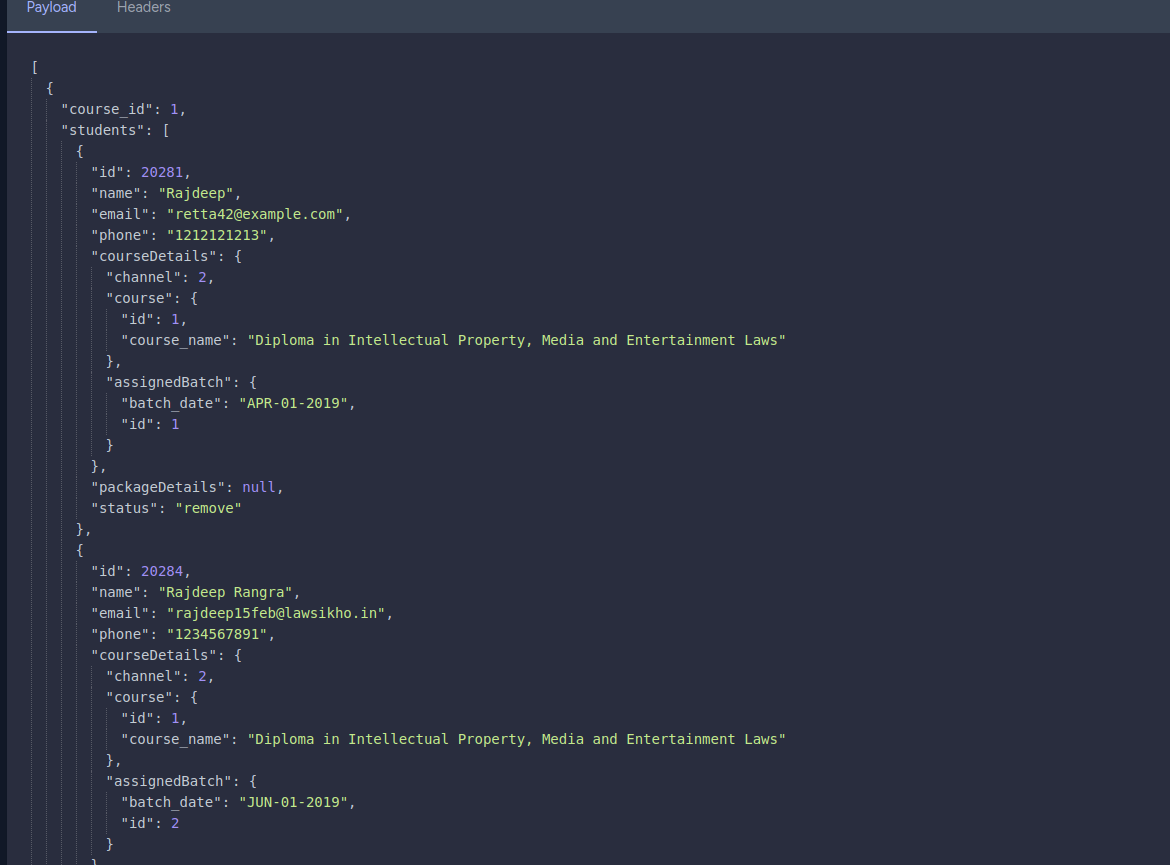 Payload Headers
[
{
"course_id": 1,
"students": [
{
"id": 20281,
"name": "Rajdeep",
"email": "retta42@example.com",
"phone": "1212121213",
"courseDetails": {
"channel": 2,
"course": {
"id": 1,
"course_name": "Diploma in Intellectual Property, Media and Entertainment Laws"
},
"assignedBatch": {
"batch_date": "APR-01-2019",
"id": 1
}
},
"packageDetails": null,
"status": "remove"
},
{
"id": 20284,
"name": "Rajdeep Rangra",
"email": "rajdeep15feb@lawsikho.in",
"phone": "1234567891",
"courseDetails": {
"channel": 2,
"course": {
"id": 1,
"course_name": "Diploma in Intellectual Property, Media and Entertainment Laws"
},
"assignedBatch": {
"batch_date": "JUN-01-2019",
"id": 2
}
}